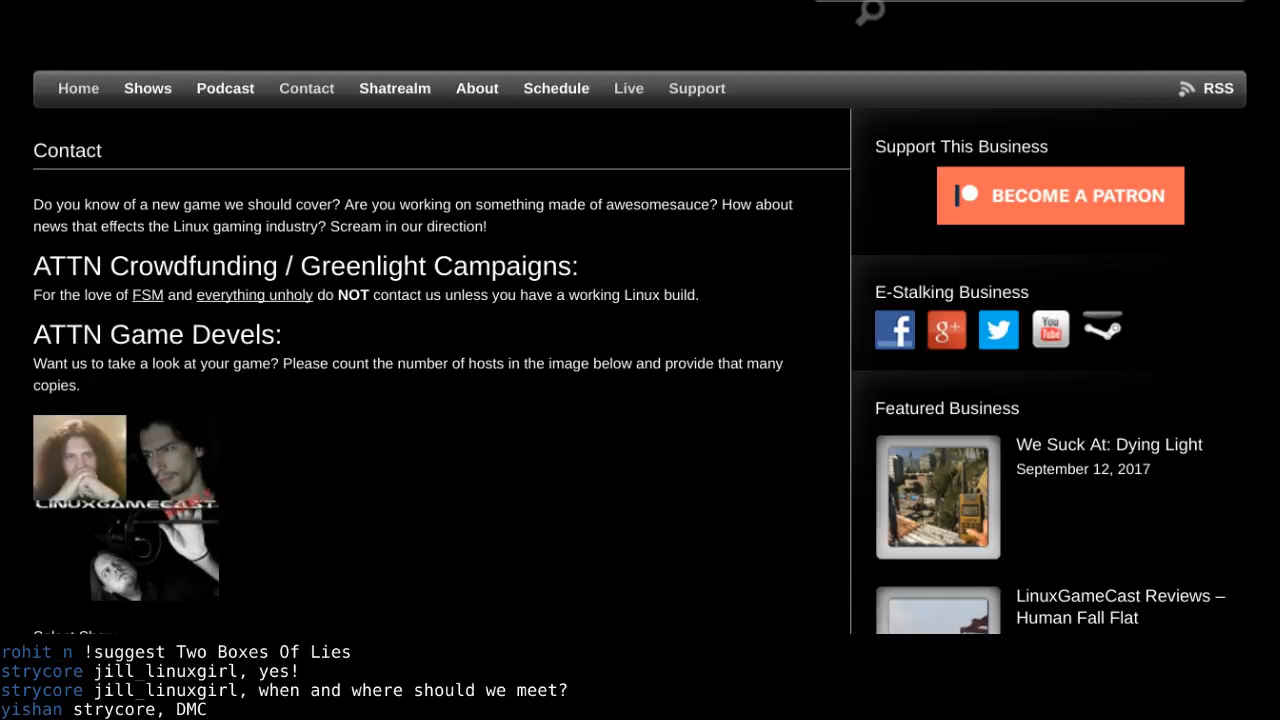 Home Shows Podcast Contact Shatrealm About Schedule Live Support RSS
Contact
Do you know of a new game we should cover? Are you working on something made of awesomesauce? How about
news that effects the Linux gaming industry? Scream in our direction!
ATTN Crowdfunding / Greenlight Campaigns:
For the love of FSM and everything unholy do NOT contact us unless you have a working Linux build.
ATTN Game Devels:
Want us to take a look at your game? Please count the number of hosts in the image below and provide that many
copies.
LINUXGAMECAST
Support This Business
BECOME A PATRON
E-Stalking Business
f g+ You Tube
Featured Business
We Suck At: Dying Light
September 12, 2017
LinuxGameCast Reviews –
Human Fall Flat
rohit n !suggest Two Boxes Of Lies
strycore jill_linuxgirl, yes!
strycore jill_linuxgirl, when and where should we meet?
yishan strycore, DMC